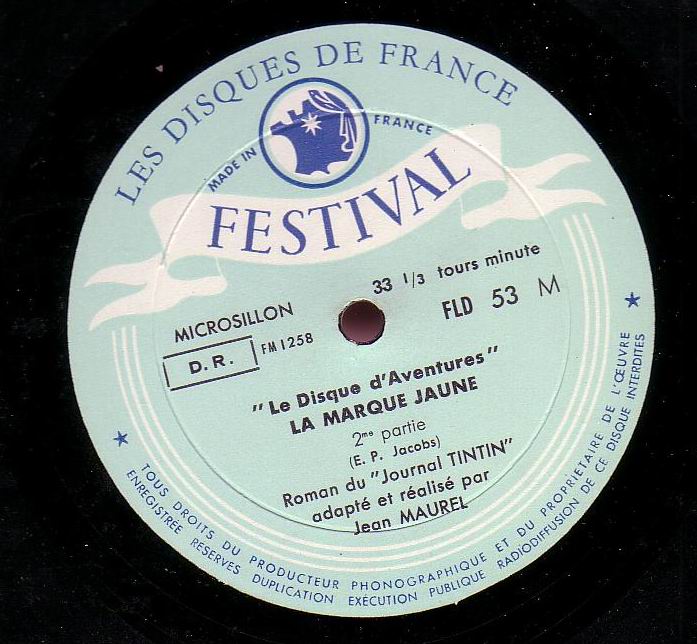 LES DISQUES DE FRANCE
MADE IN FRANCE
FESTIVAL
33 1/3 tours minute
MICROSILLON
FLD 53 M
D.R. FM 1258
"Le Disque d'Aventures"
LA MARQUE JAUNE
2me partie
(E. P. Jacobs)
Roman du "Journal TINTIN"
adapté et réalisé par
Jean MAUREL
TOUS DROITS DU PRODUCTEUR PHONOGRAPHIQUE ET DU PROPRIETAIRE DE L'ŒUVRE
ENREGISTRÉE RESERVES DUPLICATION EXÉCUTION PUBLIQUE RADIODIFFUSION DE CE DISQUE INTERDITES